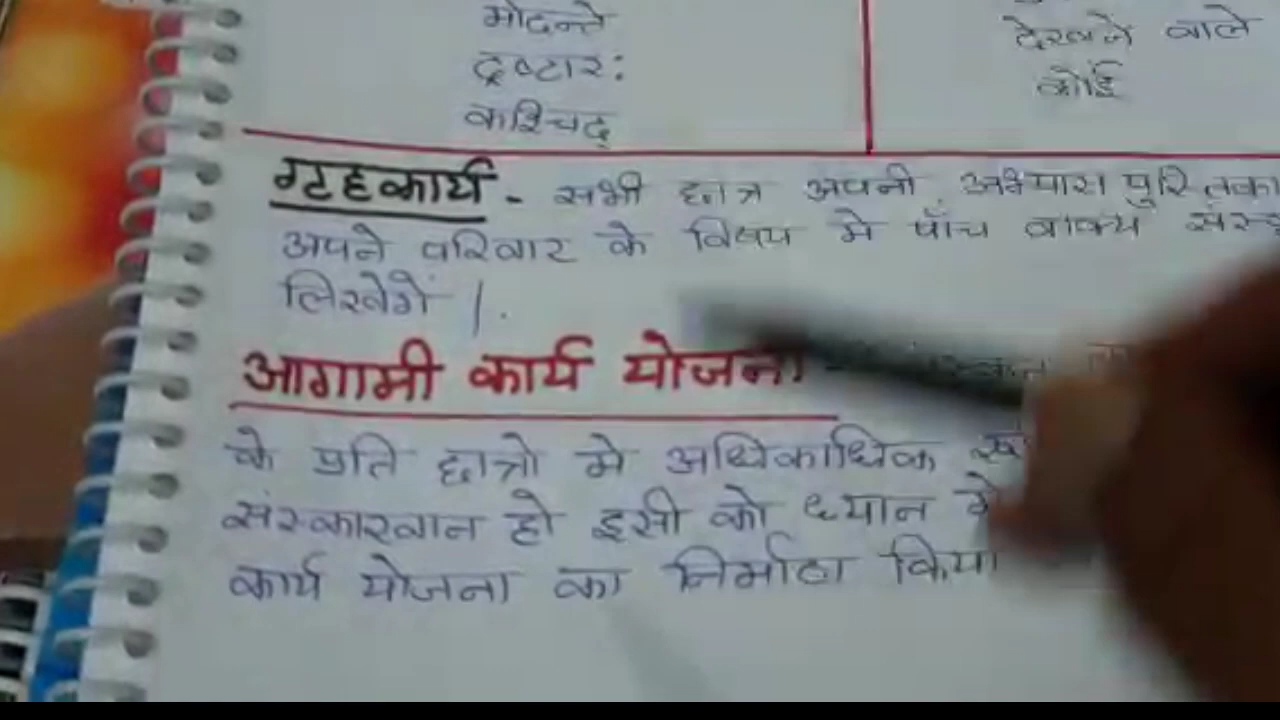 मोदन्ते
देखने वाले
द्रष्टार:
कोई
कश्चिद्
गृहकार्य - सभी छात्र अपनी अभ्यास पुस्तिका
अपने परिवार के विषय मे पाँच वाक्य
लिखेगें |
आगामी कार्य योजना -
के प्रति छात्रो मे अधिकाधिक
संस्कारवान हो इसी को ध्यान मे
कार्य योजना का निर्माण किया